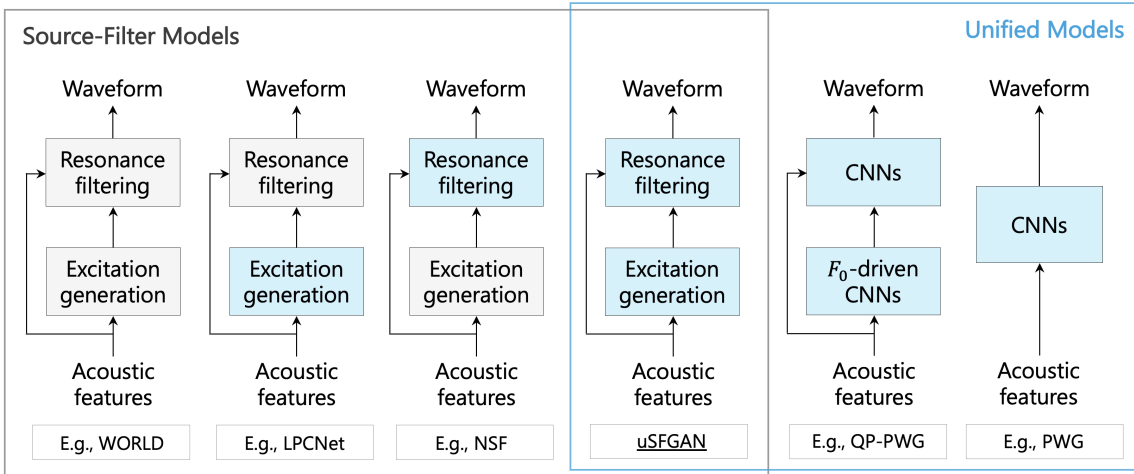 Source-Filter Models
Unified Models
Waveform
Resonance
filtering
Excitation
generation
Acoustic
features
E.g., WORLD
Waveform
Resonance
filtering
Excitation
generation
Acoustic
features
E.g., LPCNet
Waveform
Resonance
filtering
Excitation
generation
Acoustic
features
E.g., NSF
Waveform
Resonance
filtering
Excitation
generation
Acoustic
features
uSFGAN
Waveform
CNNs
F₀-driven
CNNs
Acoustic
features
E.g., QP-PWG
Waveform
CNNs
Acoustic
features
E.g., PWG